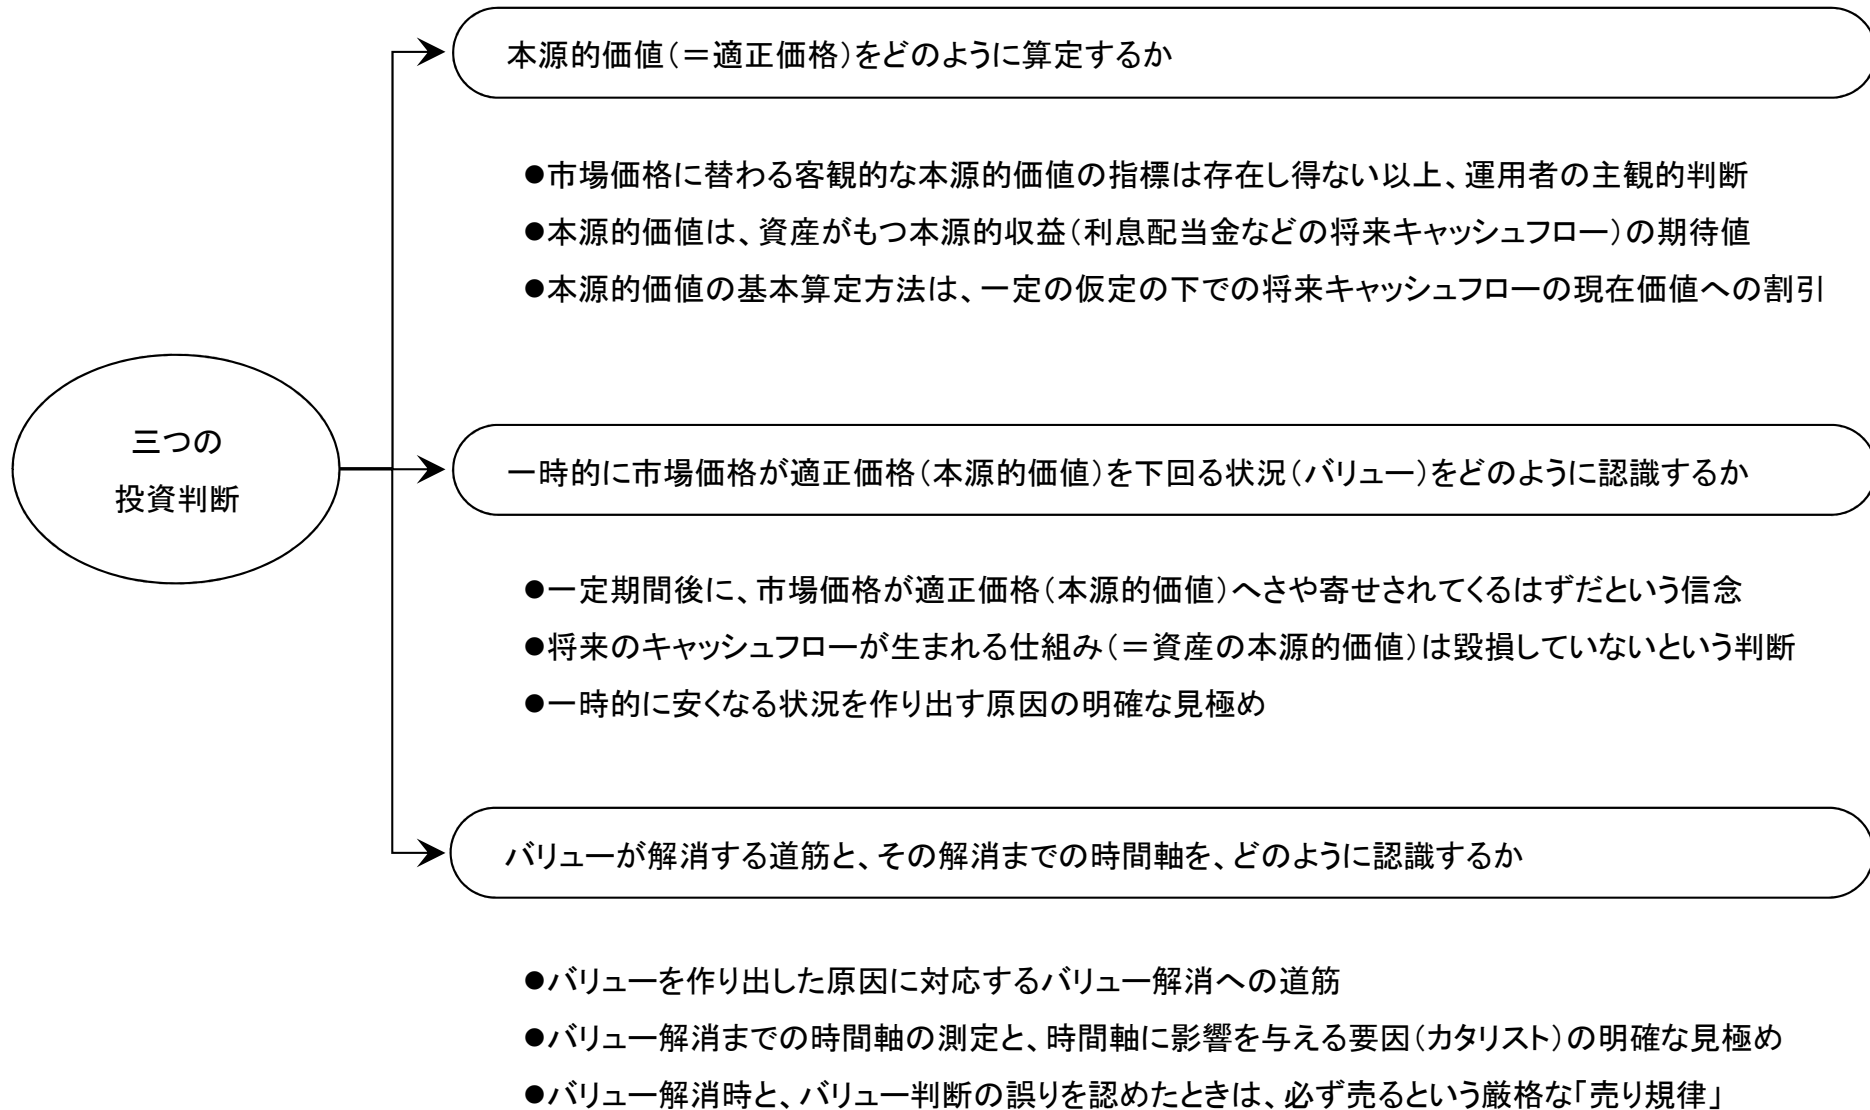 本源的価値（＝適正価格）をどのように算定するか
●市場価格に替わる客観的な本源的価値の指標は存在し得ない以上、運用者の主観的判断
●本源的価値は、資産がもつ本源的収益（利息配当金などの将来キャッシュフロー）の期待値
●本源的価値の基本算定方法は、一定の仮定の下での将来キャッシュフローの現在価値への割引
三つの
投資判断
一時的に市場価格が適正価格（本源的価値）を下回る状況（バリュー）をどのように認識するか
●一定期間後に、市場価格が適正価格（本源的価値）へさや寄せされてくるはずだという信念
●将来のキャッシュフローが生まれる仕組み（＝資産の本源的価値）は毀損していないという判断
●一時的に安くなる状況を作り出す原因の明確な見極め
バリューが解消する道筋と、その解消までの時間軸を、どのように認識するか
●バリューを作り出した原因に対応するバリュー解消への道筋
●バリュー解消までの時間軸の測定と、時間軸に影響を与える要因（カタリスト）の明確な見極め
●バリュー解消時と、バリュー判断の誤りを認めたときは、必ず売るという厳格な「売り規律」